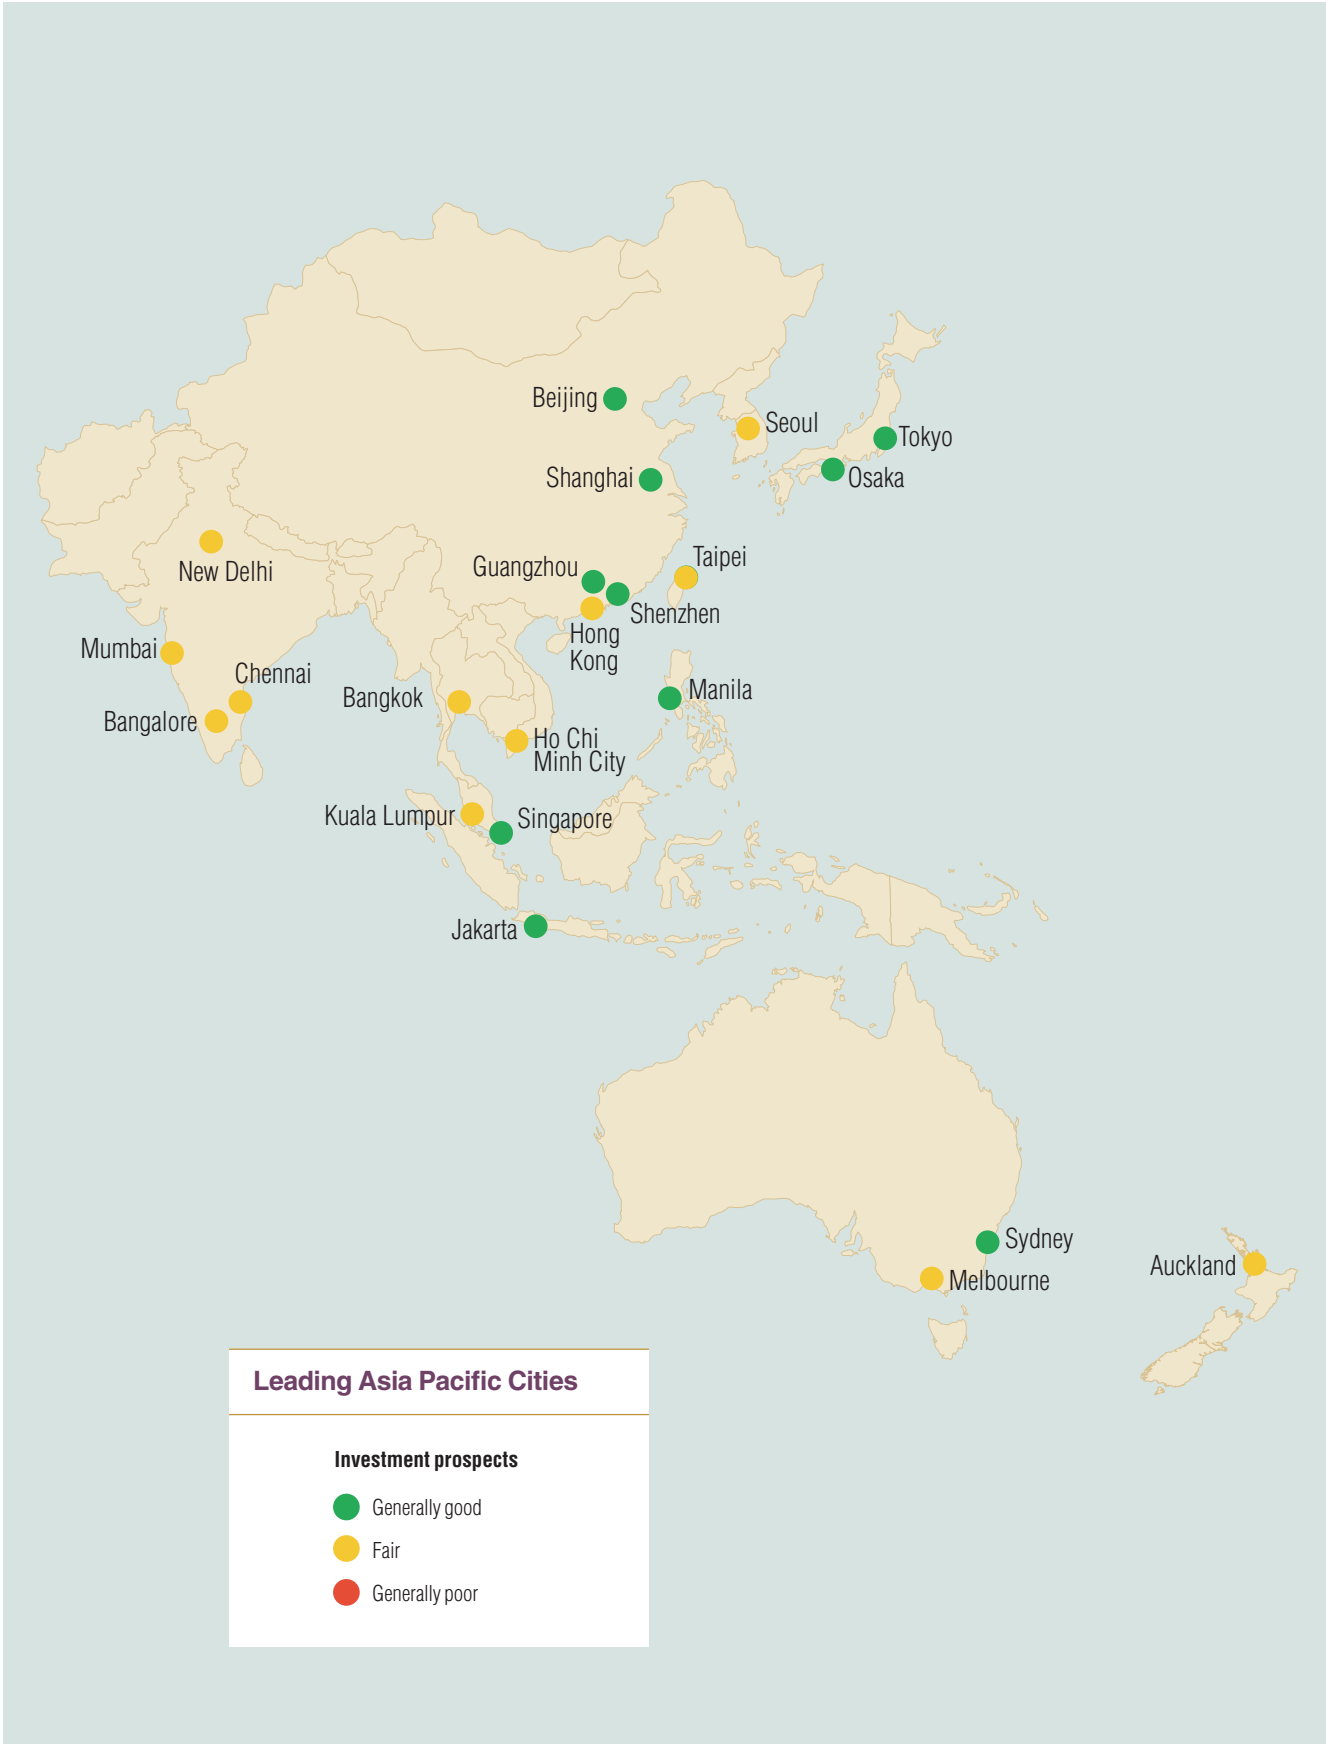 Beijing
Seoul
Tokyo
Shanghai
Osaka
New Delhi
Guangzhou
Taipei
Shenzhen
Hong
Kong
Mumbai
Chennai
Bangkok
Manila
Bangalore
Ho Chi
Minh City
Kuala Lumpur
Singapore
Jakarta
Sydney
Auckland
Melbourne
Leading Asia Pacific Cities
Investment prospects
Generally good
Fair
Generally poor